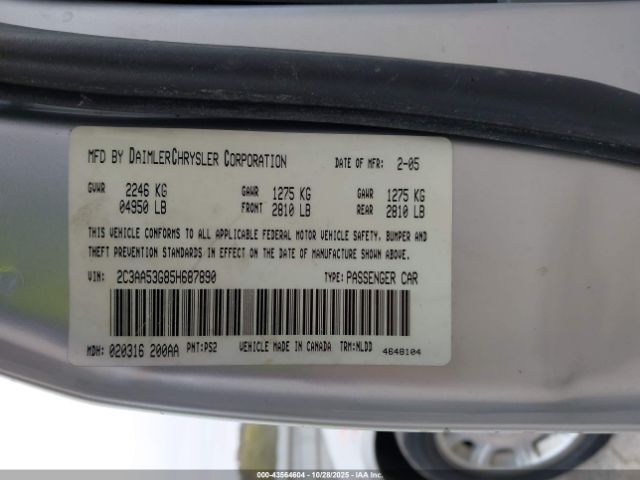 MFD BY DAIMLERCHRYSLER CORPORATION DATE OF MFR: 2-05
GVWR 2246 KG GAWR 1275 KG GAWR 1275 KG
04950 LB FRONT 2810 LB REAR 2810 LB
THIS VEHICLE CONFORMS TO ALL APPLICABLE FEDERAL MOTOR VEHICLE SAFETY, BUMPER AND
THEFT PREVENTION STANDARDS IN EFFECT ON THE DATE OF MANUFACTURE SHOWN ABOVE.
VIN: 2C3AA53G85H687890 TYPE: PASSENGER CAR
MDH: 020316 200AA PNT: PS2 VEHICLE MADE IN CANADA TRM: NLDD 4648104
000-43564604 | 10/28/2025 - IAA Inc.